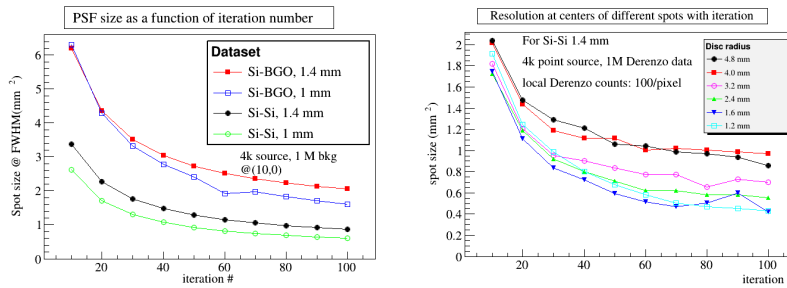 PSF size as a function of iteration number
Spot size @ FWHM(mm ²)
6
5
4
3
2
1
0
Dataset
Si-BGO, 1.4 mm
Si-BGO, 1 mm
Si-Si, 1.4 mm
Si-Si, 1 mm
4k source, 1 M bkg
@(10,0)
20
40
60
80
100
iteration #
Resolution at centers of different spots with iteration
spot size (mm ²)
2
1.8
1.6
1.4
1.2
1
0.8
0.6
0.4
0.2
0
For Si-Si 1.4 mm
4k point source, 1M Derenzo data
local Derenzo counts: 100/pixel
Disc radius
4.8 mm
4.0 mm
3.2 mm
2.4 mm
1.6 mm
1.2 mm
20
40
60
80
100
iteration